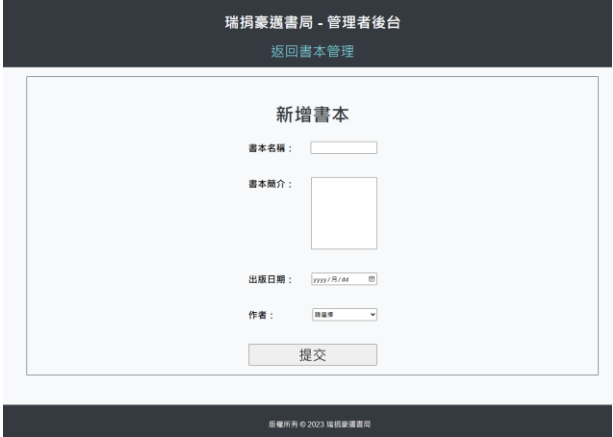 瑞捐豪邁書局 - 管理者後台
返回書本管理
新增書本
書本名稱：
書本簡介：
出版日期： yyyy/月/dd
作者： 請選擇
提交
版權所有 © 2023 瑞捐豪邁書局